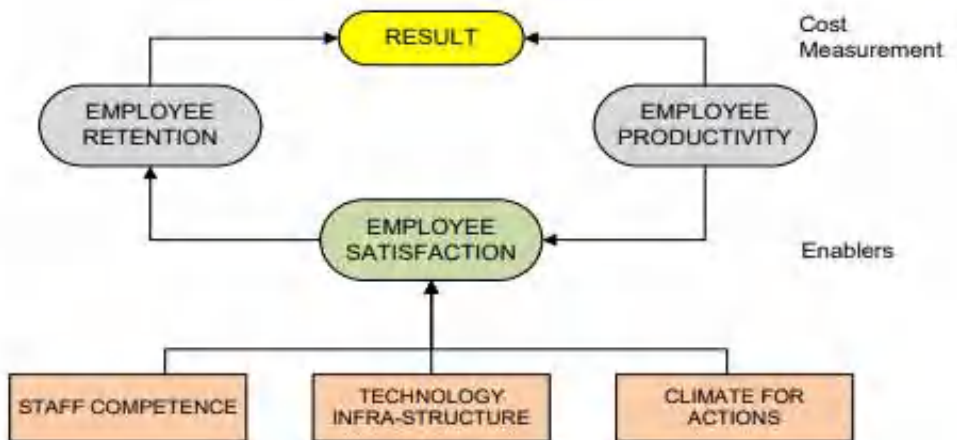 RESULT
Cost
Measurement
EMPLOYEE
RETENTION
EMPLOYEE
PRODUCTIVITY
EMPLOYEE
SATISFACTION
Enablers
STAFF COMPETENCE
TECHNOLOGY
INFRA-STRUCTURE
CLIMATE FOR
ACTIONS